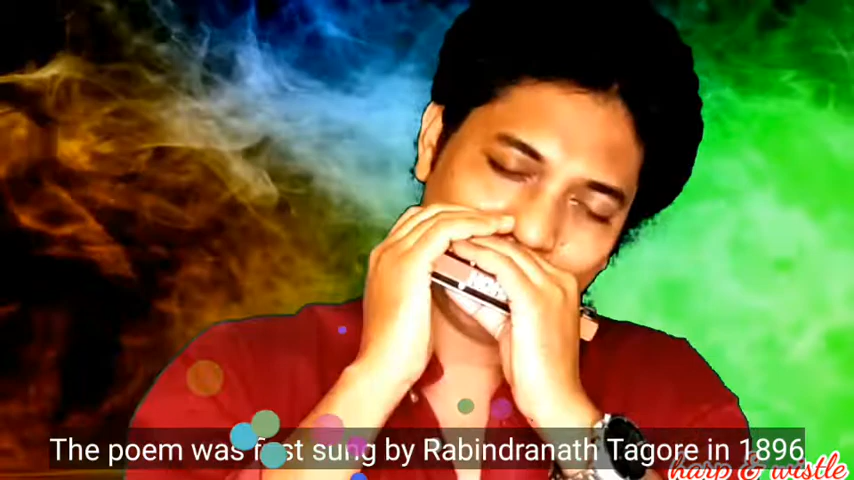 The poem was first sung by Rabindranath Tagore in 1896
harp & wistle